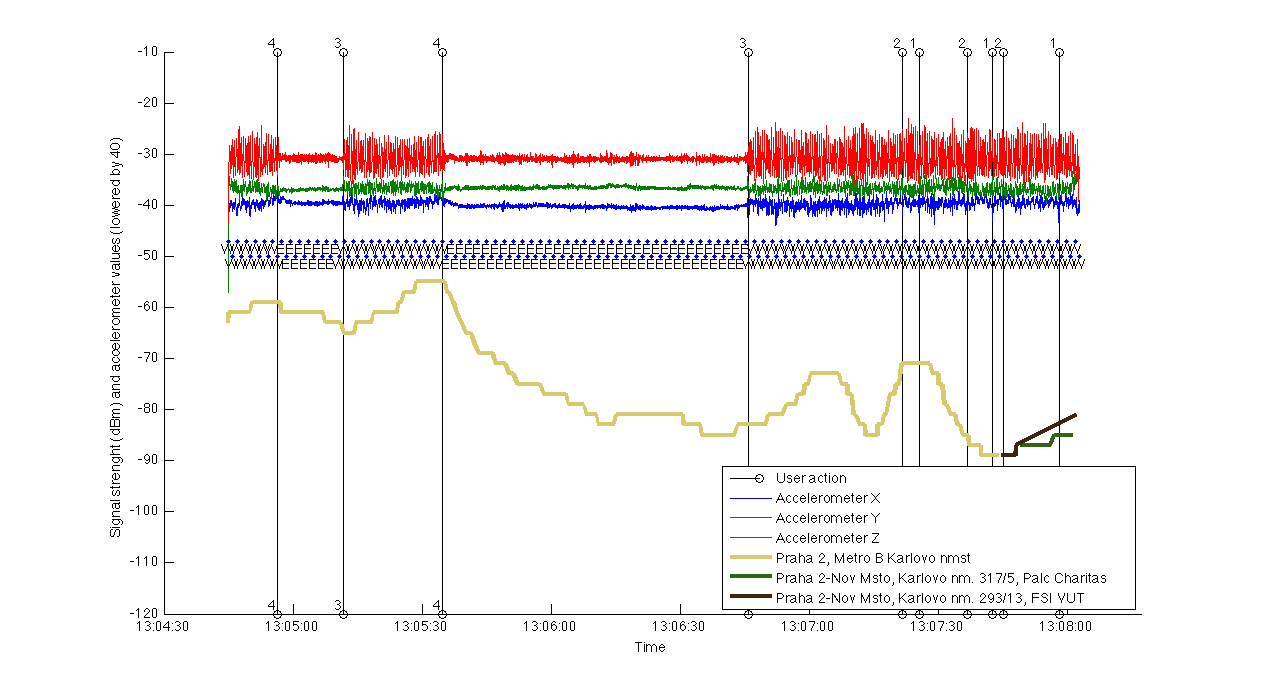 4 3 4 3 2 1 2 1 2 1
-10
-20
-30
-40
-50
-60
-70
-80
-90
-100
-110
-120
Signal strenght (dBm) and accelerometer values (lowered by 40)
User action
Accelerometer X
Accelerometer Y
Accelerometer Z
Praha 2, Metro B Karlovo nmst
Praha 2-Nov Msto, Karlovo nm. 317/5, Palc Charitas
Praha 2-Nov Msto, Karlovo nm. 293/13, FSI VUT
4 3 4
13:04:30 13:05:00 13:05:30 13:06:00 13:06:30 13:07:00 13:07:30 13:08:00
Time